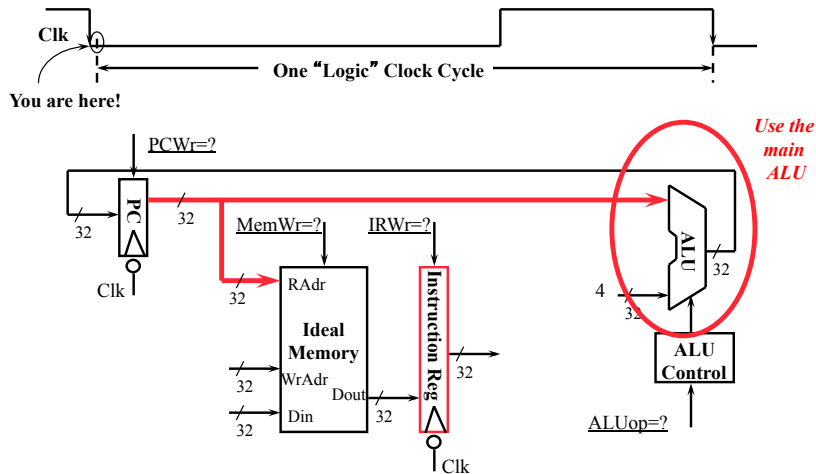 Clk
One “Logic” Clock Cycle
You are here!
PCWr=?
Use the
main
ALU
PC
32
32
MemWr=?
IRWr=?
ALU
32
Clk
32
RAdr
4
32
Instruction Reg
Ideal
Memory
32
ALU
Control
WrAdr
32
Dout
32
Din
32
ALUop=?
Clk